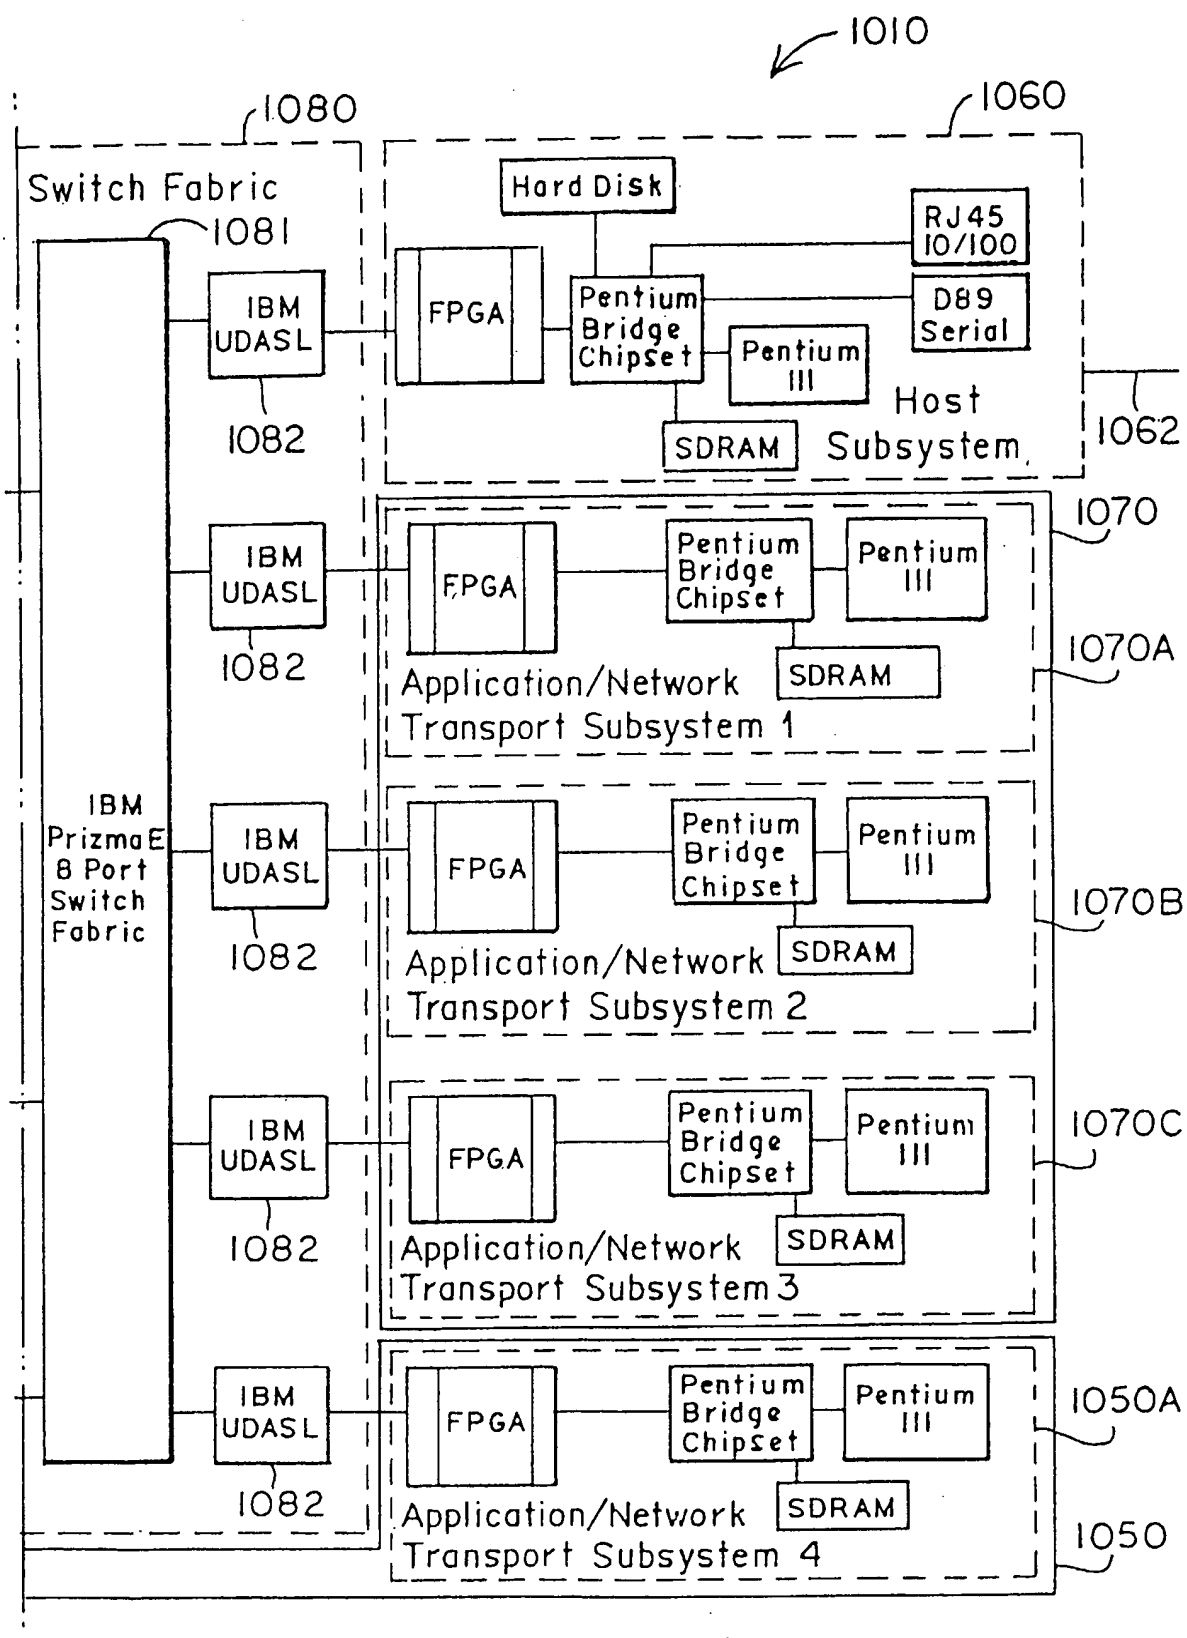 1010
1080
1060
Switch Fabric
1081
Hard Disk
RJ45
10/100
IBM
UDASL
FPGA
Pentium
Bridge
Chipset
D89
Serial
Pentium
III
1082
SDRAM
Host
Subsystem
1062
1070
IBM
UDASL
FPGA
Pentium
Bridge
Chipset
Pentium
III
1082
SDRAM
1070A
Application/Network
Transport Subsystem 1
IBM
PrizmaE
8 Port
Switch
Fabric
IBM
UDASL
FPGA
Pentium
Bridge
Chipset
Pentium
III
1070B
1082
SDRAM
Application/Network
Transport Subsystem 2
IBM
UDASL
FPGA
Pentium
Bridge
Chipset
Pentium
III
1070C
1082
SDRAM
Application/Network
Transport Subsystem 3
IBM
UDASL
FPGA
Pentium
Bridge
Chipset
Pentium
III
1050A
1082
SDRAM
Application/Network
Transport Subsystem 4
1050